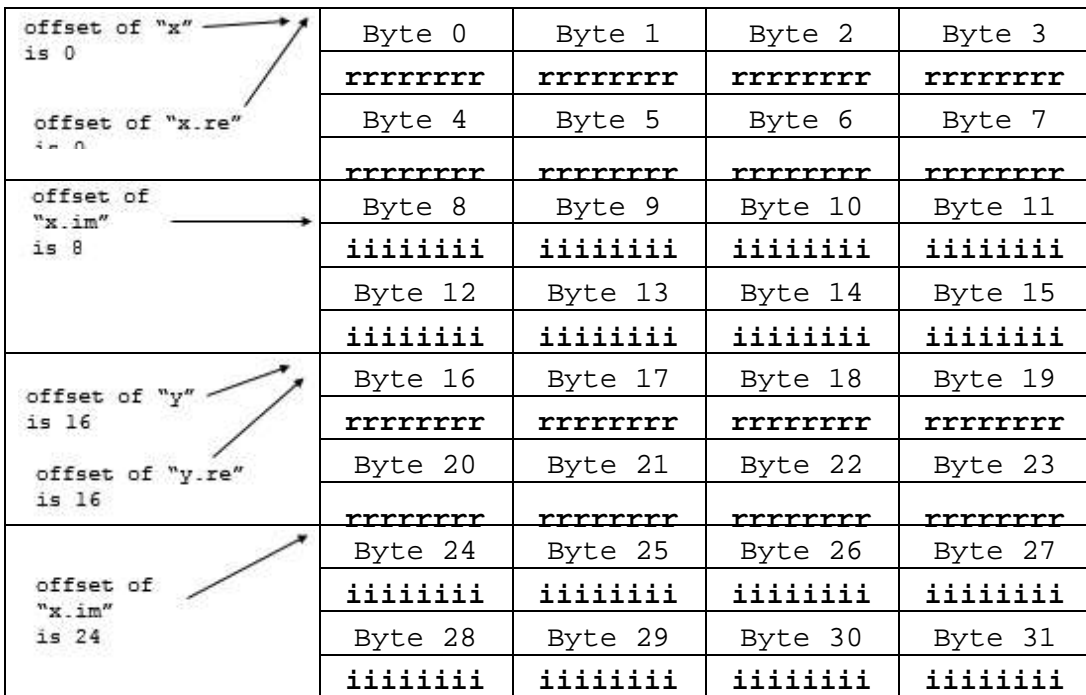 offset of “x”
is 0
offset of “x.re”
is 0
Byte 0 Byte 1 Byte 2 Byte 3
rrrrrrrr rrrrrrrr rrrrrrrr rrrrrrrr
Byte 4 Byte 5 Byte 6 Byte 7
rrrrrrrr rrrrrrrr rrrrrrrr rrrrrrrr
offset of
“x.im”
is 8
Byte 8 Byte 9 Byte 10 Byte 11
iiiiiiii iiiiiiii iiiiiiii iiiiiiii
Byte 12 Byte 13 Byte 14 Byte 15
iiiiiiii iiiiiiii iiiiiiii iiiiiiii
offset of “y”
is 16
offset of “y.re”
is 16
Byte 16 Byte 17 Byte 18 Byte 19
rrrrrrrr rrrrrrrr rrrrrrrr rrrrrrrr
Byte 20 Byte 21 Byte 22 Byte 23
rrrrrrrr rrrrrrrr rrrrrrrr rrrrrrrr
offset of
“x.im”
is 24
Byte 24 Byte 25 Byte 26 Byte 27
iiiiiiii iiiiiiii iiiiiiii iiiiiiii
Byte 28 Byte 29 Byte 30 Byte 31
iiiiiiii iiiiiiii iiiiiiii iiiiiiii